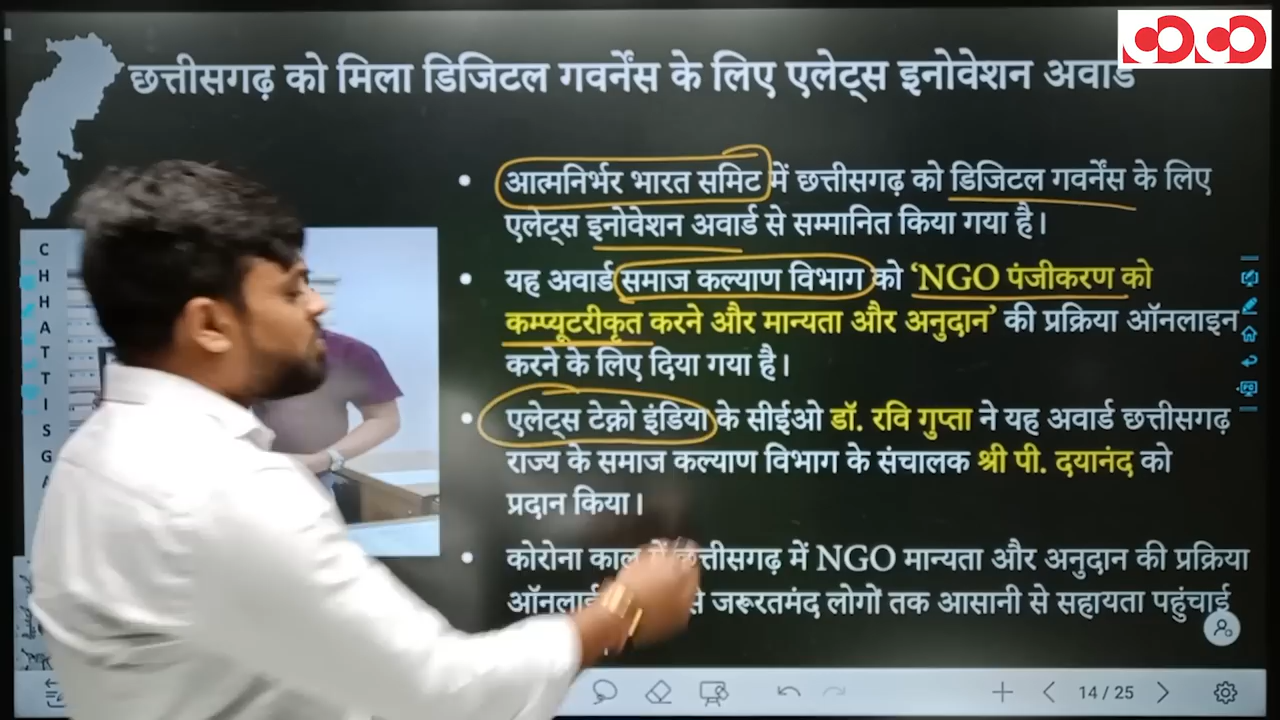 छत्तीसगढ़ को मिला डिजिटल गवर्नेंस के लिए एलेट्स इनोवेशन अवार्ड
आत्मनिर्भर भारत समिट में छत्तीसगढ़ को डिजिटल गवर्नेंस के लिए
एलेट्स इनोवेशन अवार्ड से सम्मानित किया गया है।
यह अवार्ड समाज कल्याण विभाग को ‘NGO पंजीकरण को
कम्प्यूटरीकृत करने और मान्यता और अनुदान’ की प्रक्रिया ऑनलाइन
करने के लिए दिया गया है।
एलेट्स टेक्नो इंडिया के सीईओ डॉ. रवि गुप्ता ने यह अवार्ड छत्तीसगढ़
राज्य के समाज कल्याण विभाग के संचालक श्री पी. दयानंद को
प्रदान किया।
कोरोना काल में छत्तीसगढ़ में NGO मान्यता और अनुदान की प्रक्रिया
जरूरतमंद लोगों तक आसानी से सहायता पहुंचाई
C
H
H
A
T
T
I
S
G
A
14 / 25